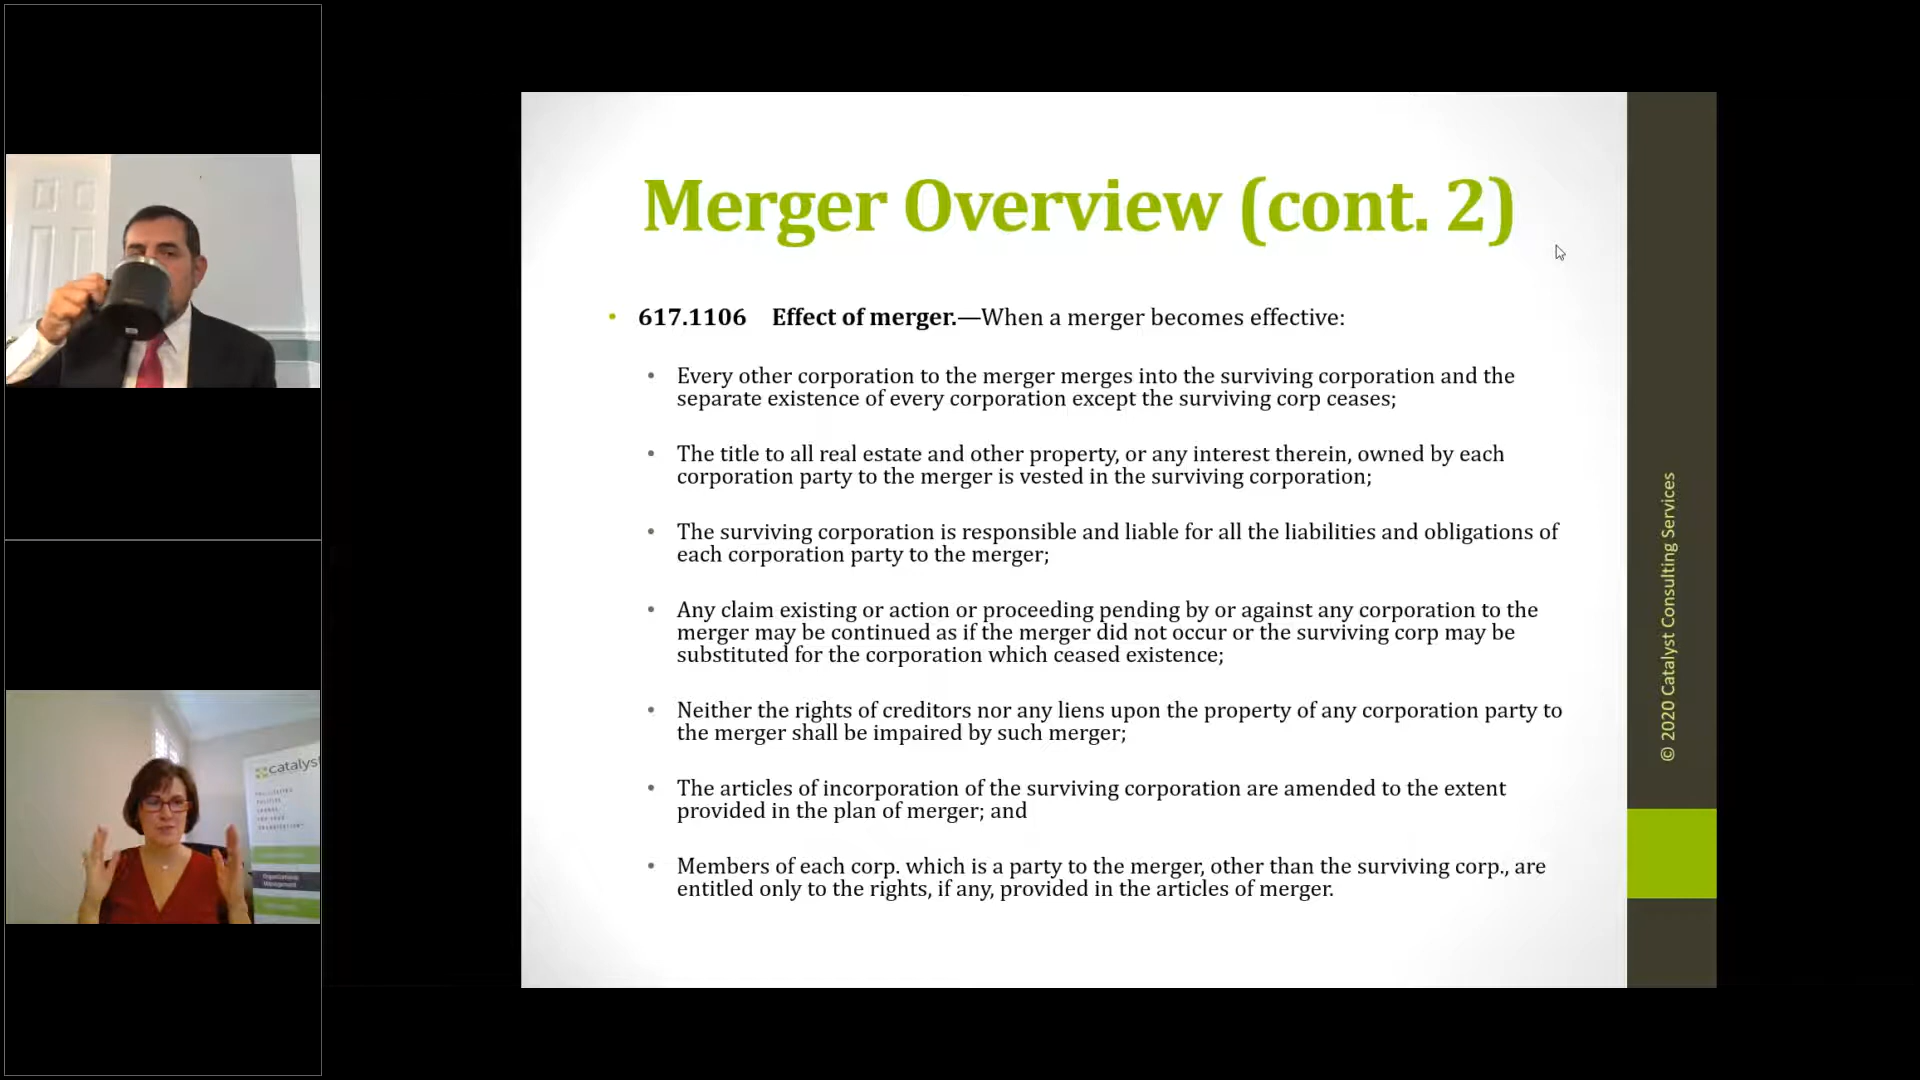 Merger Overview (cont. 2)
• 617.1106 Effect of merger.—When a merger becomes effective:
• Every other corporation to the merger merges into the surviving corporation and the
separate existence of every corporation except the surviving corp ceases;
• The title to all real estate and other property, or any interest therein, owned by each
corporation party to the merger is vested in the surviving corporation;
• The surviving corporation is responsible and liable for all the liabilities and obligations of
each corporation party to the merger;
• Any claim existing or action or proceeding pending by or against any corporation to the
merger may be continued as if the merger did not occur or the surviving corp may be
substituted for the corporation which ceased existence;
• Neither the rights of creditors nor any liens upon the property of any corporation party to
the merger shall be impaired by such merger;
• The articles of incorporation of the surviving corporation are amended to the extent
provided in the plan of merger; and
• Members of each corp. which is a party to the merger, other than the surviving corp., are
entitled only to the rights, if any, provided in the articles of merger.
© 2020 Catalyst Consulting Services
catalys